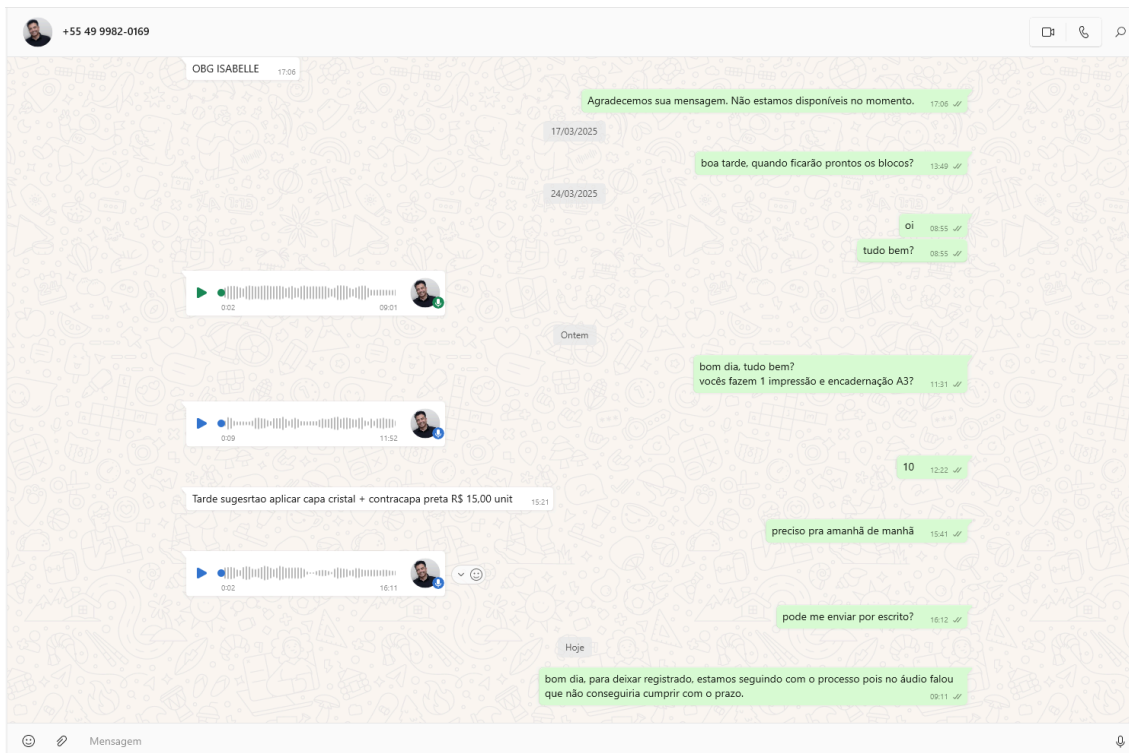 +55 49 9982-0169
OBG ISABELLE 17:06
Agradecemos sua mensagem. Não estamos disponíveis no momento. 17:06
17/03/2025
boa tarde, quando ficarão prontos os blocos? 13:49
24/03/2025
oi 08:55
tudo bem? 08:55
0:02 09:01
Ontem
bom dia, tudo bem?
vocês fazem 1 impressão e encadernação A3? 11:31
0:09 11:52
10 12:22
Tarde sugesrtao aplicar capa cristal + contracapa preta R$ 15,00 unit 15:21
preciso pra amanhã de manhã 15:41
0:02 16:11
pode me enviar por escrito? 16:12
Hoje
bom dia, para deixar registrado, estamos seguindo com o processo pois no áudio falou
que não conseguiria cumprir com o prazo. 09:11
Mensagem